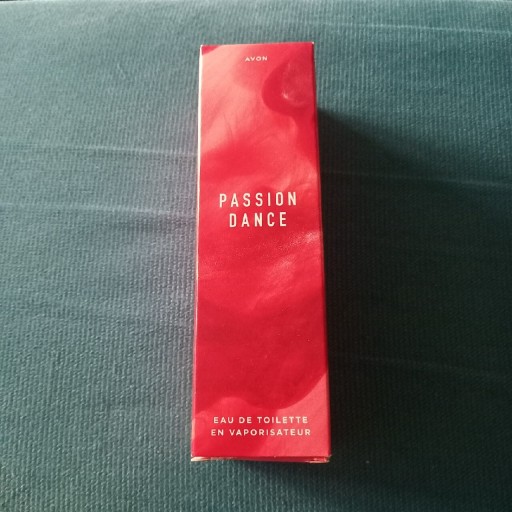 AVON
PASSION
DANCE
EAU DE TOILETTE
EN VAPORISATEUR